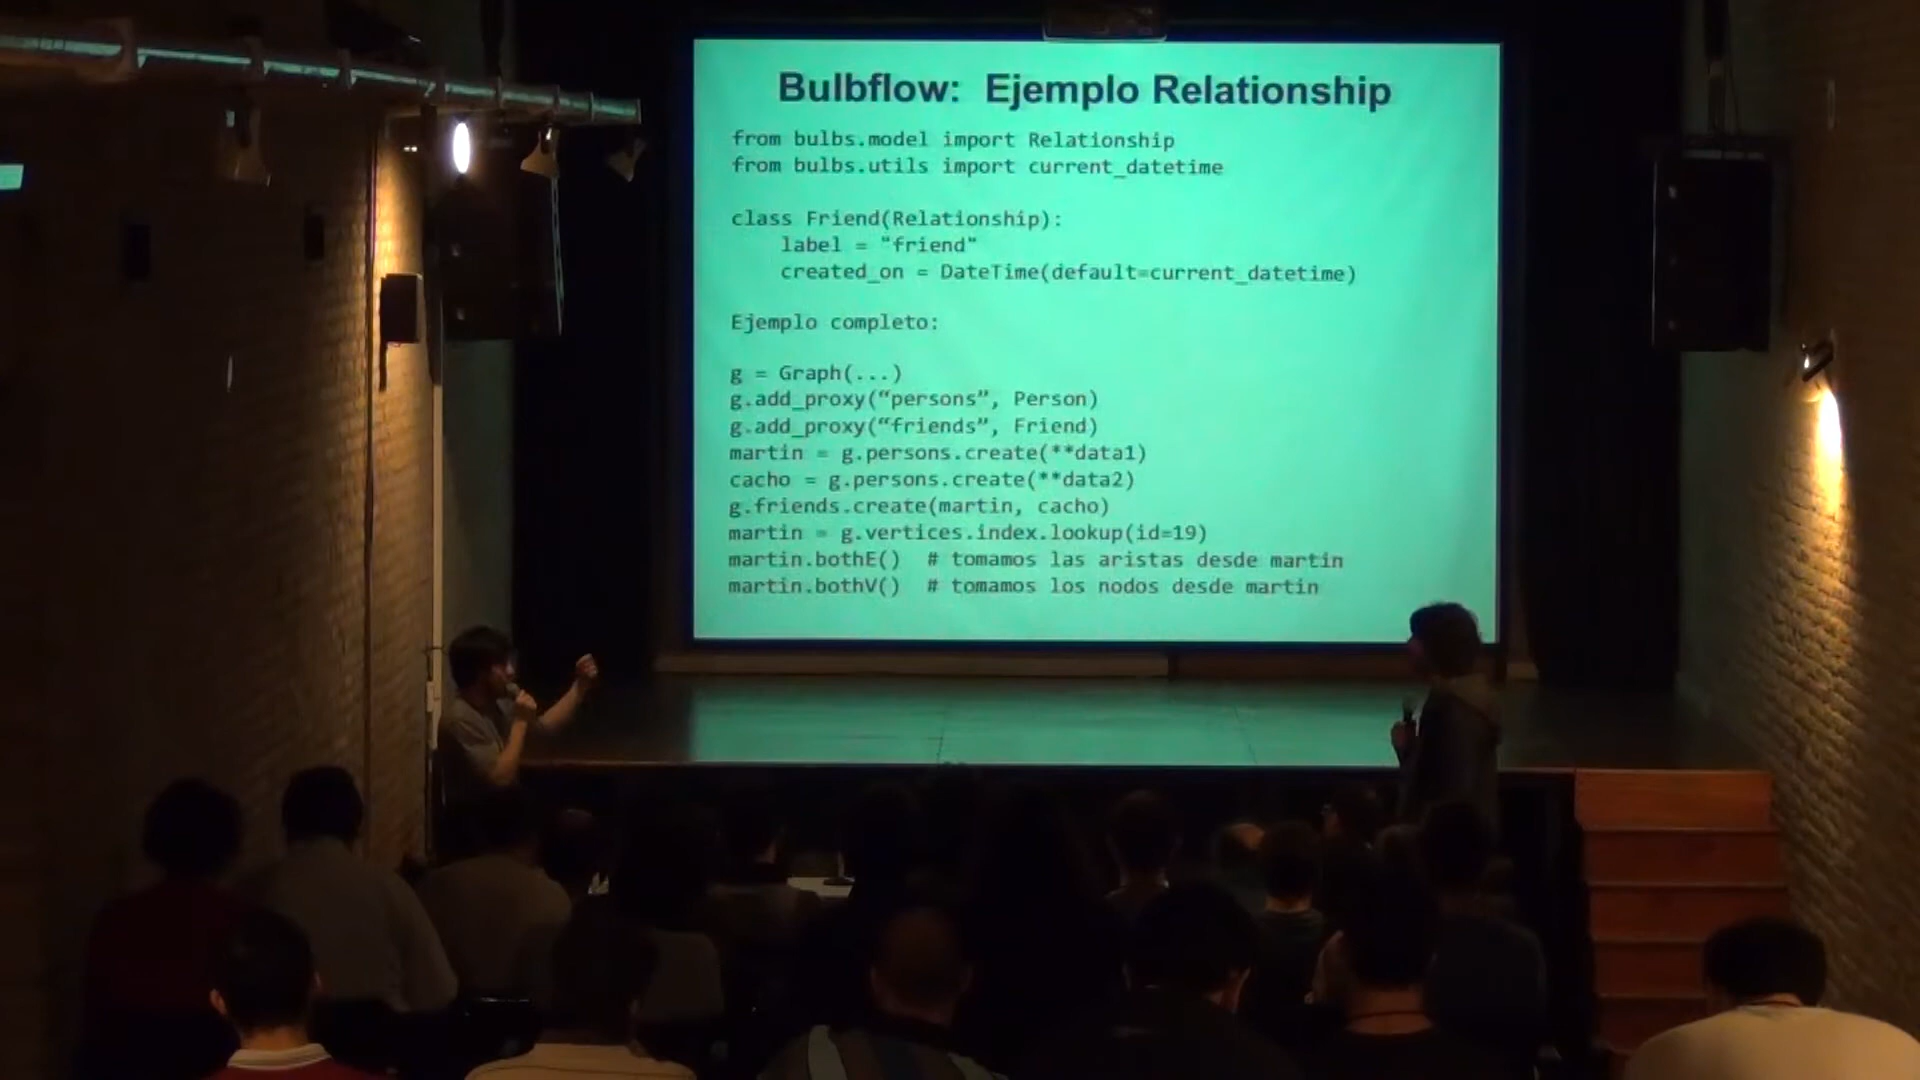 Bulbflow: Ejemplo Relationship
from bulbs.model import Relationship
from bulbs.utils import current_datetime
class Friend(Relationship):
label = "friend"
created_on = DateTime(default=current_datetime)
Ejemplo completo:
g = Graph(...)
g.add_proxy(“persons”, Person)
g.add_proxy(“friends”, Friend)
martin = g.persons.create(**data1)
cacho = g.persons.create(**data2)
g.friends.create(martin, cacho)
martin = g.vertices.index.lookup(id=19)
martin.bothE() # tomamos las aristas desde martin
martin.bothV() # tomamos los nodos desde martin